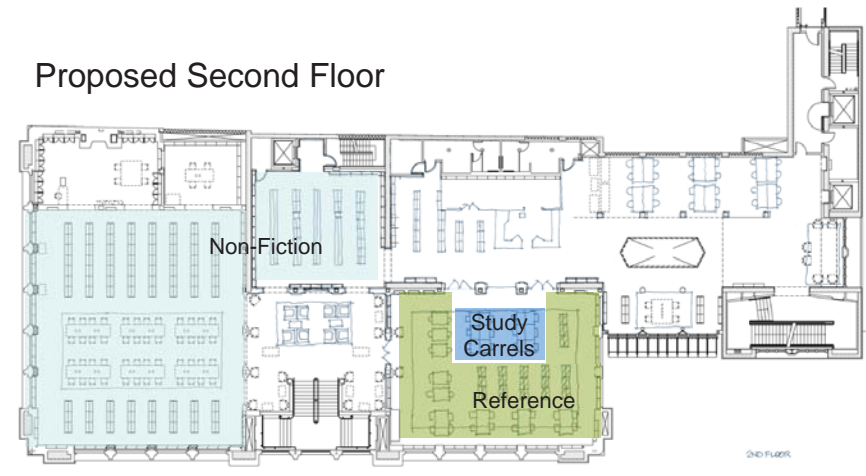 Proposed Second Floor
Non-Fiction
Study
Carrels
Reference
2ND FLOOR